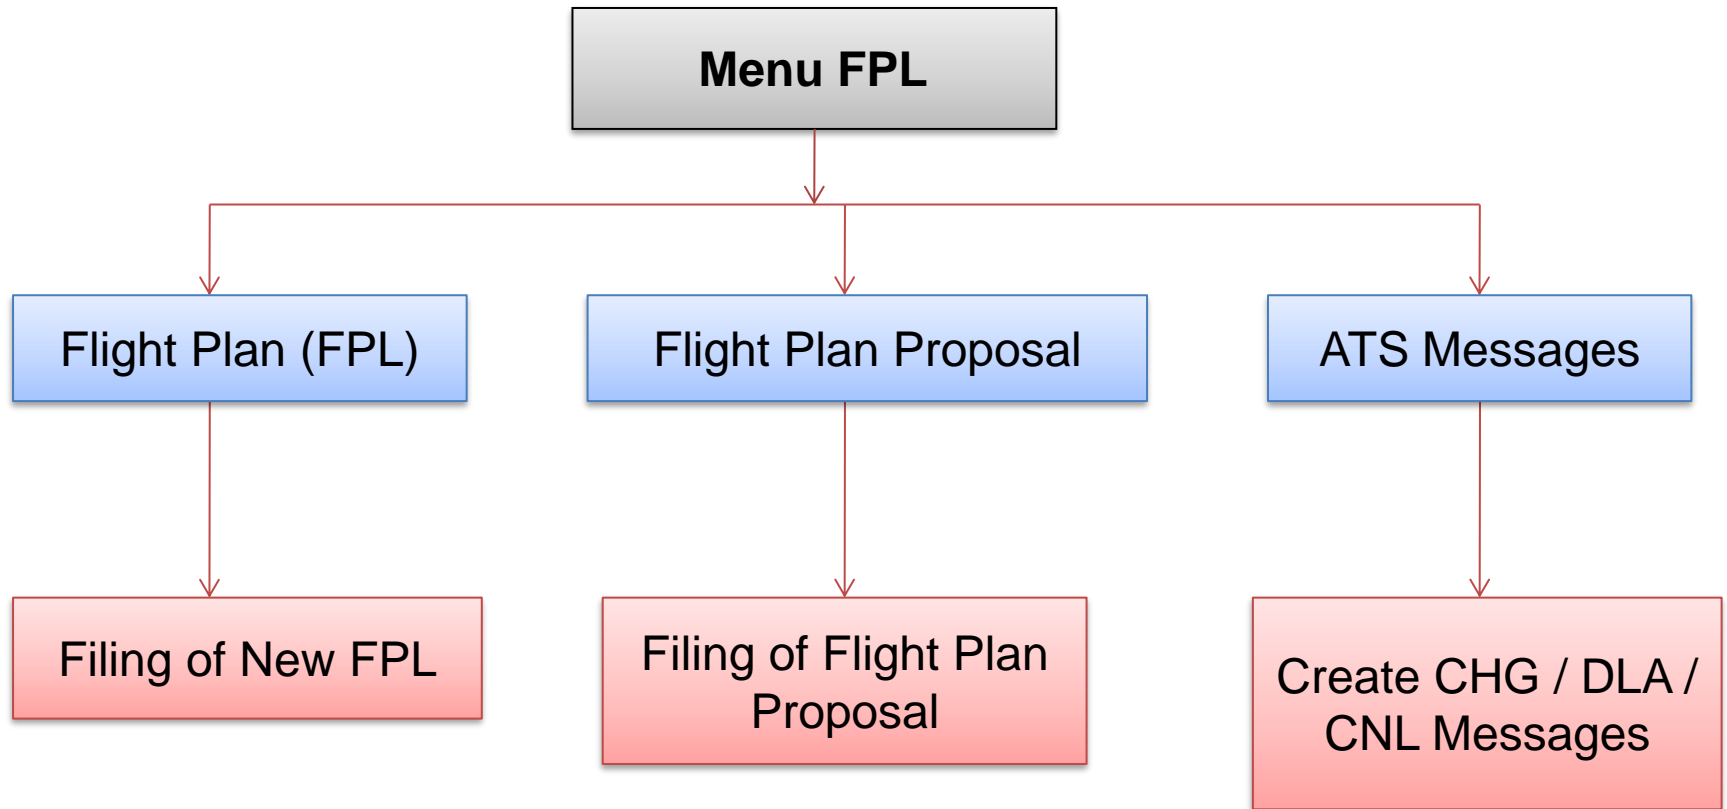 Menu FPL
Flight Plan (FPL)
Flight Plan Proposal
ATS Messages
Filing of New FPL
Filing of Flight Plan
Proposal
Create CHG / DLA /
CNL Messages